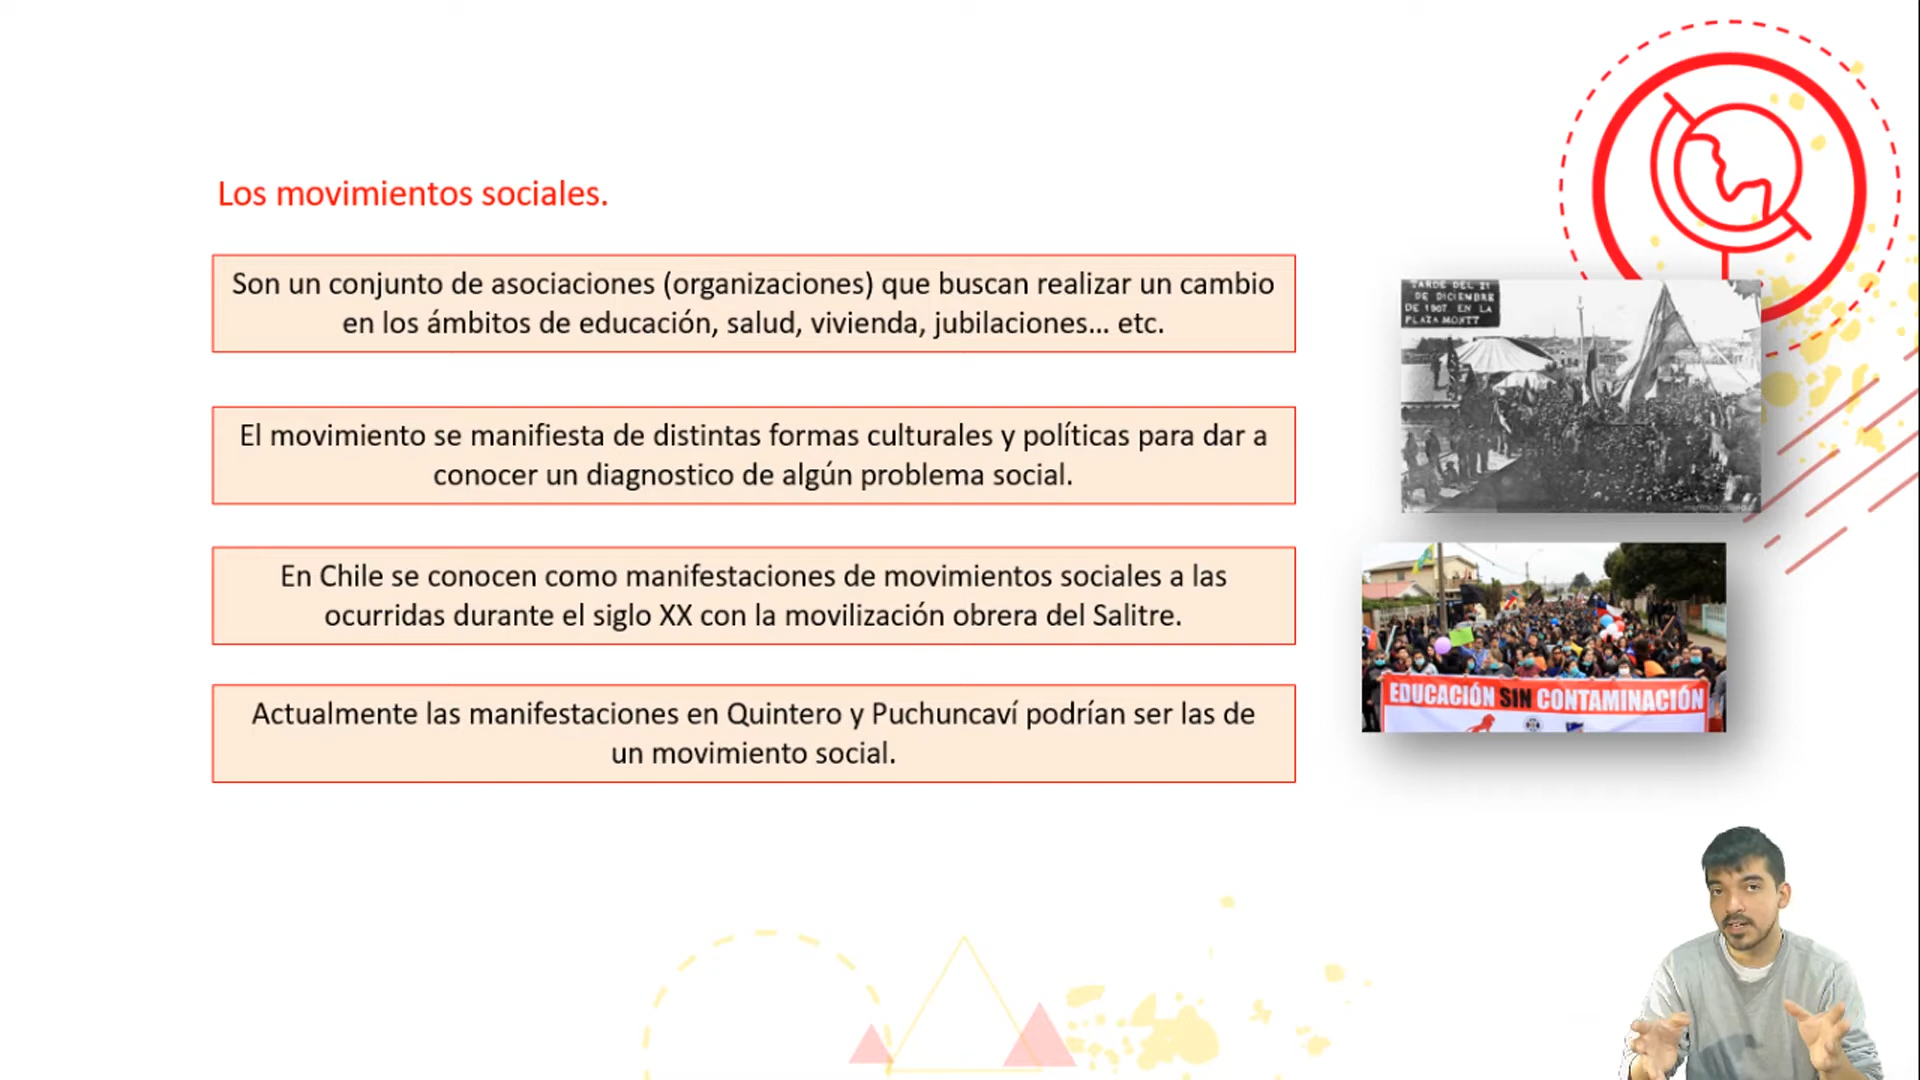 Los movimientos sociales.
Son un conjunto de asociaciones (organizaciones) que buscan realizar un cambio
en los ámbitos de educación, salud, vivienda, jubilaciones... etc.
El movimiento se manifiesta de distintas formas culturales y políticas para dar a
conocer un diagnostico de algún problema social.
En Chile se conocen como manifestaciones de movimientos sociales a las
ocurridas durante el siglo XX con la movilización obrera del Salitre.
Actualmente las manifestaciones en Quintero y Puchuncaví podrían ser las de
un movimiento social.
TARDE DEL 21
DE DICIEMBRE
DE 1907 EN LA
PLAZA MONTT
EDUCACIÓN SIN CONTAMINACIÓN